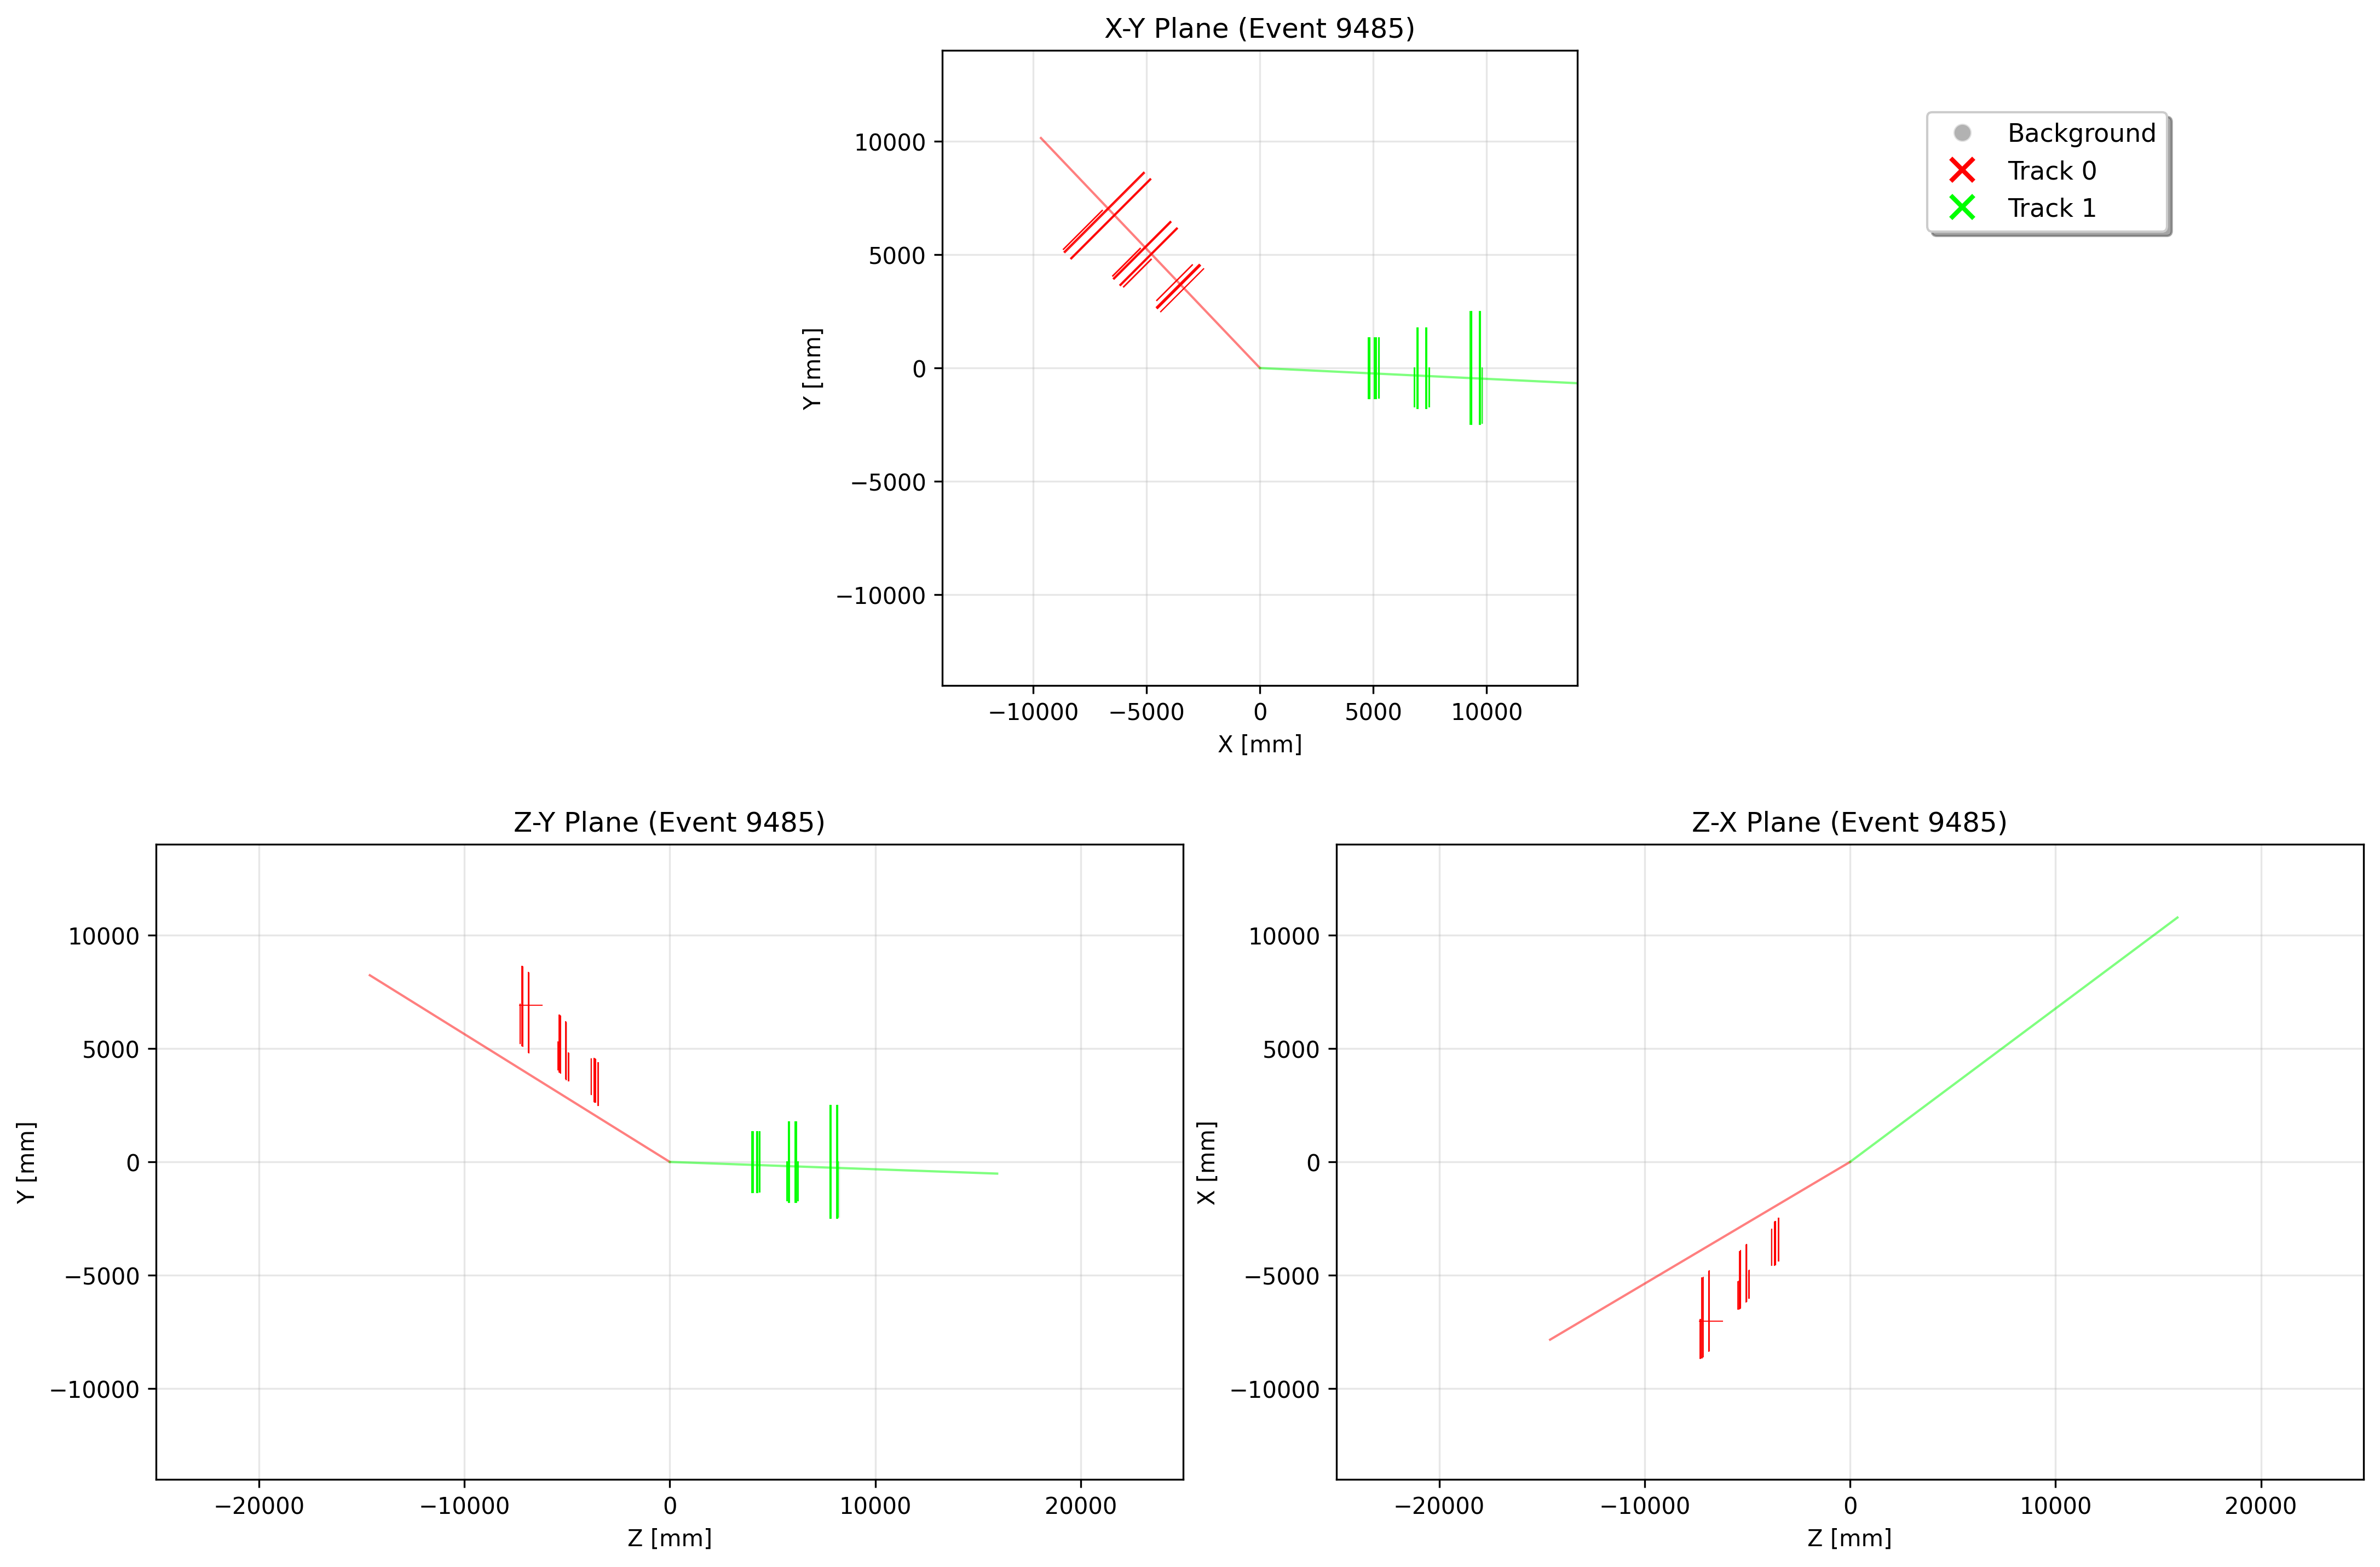 X-Y Plane (Event 9485)
Background
Track 0
Track 1
10000
5000
0
−5000
−10000
Y [mm]
−10000 −5000 0 5000 10000
X [mm]
Z-Y Plane (Event 9485)
10000
5000
0
−5000
−10000
Y [mm]
−20000 −10000 0 10000 20000
Z [mm]
Z-X Plane (Event 9485)
10000
5000
0
−5000
−10000
X [mm]
−20000 −10000 0 10000 20000
Z [mm]